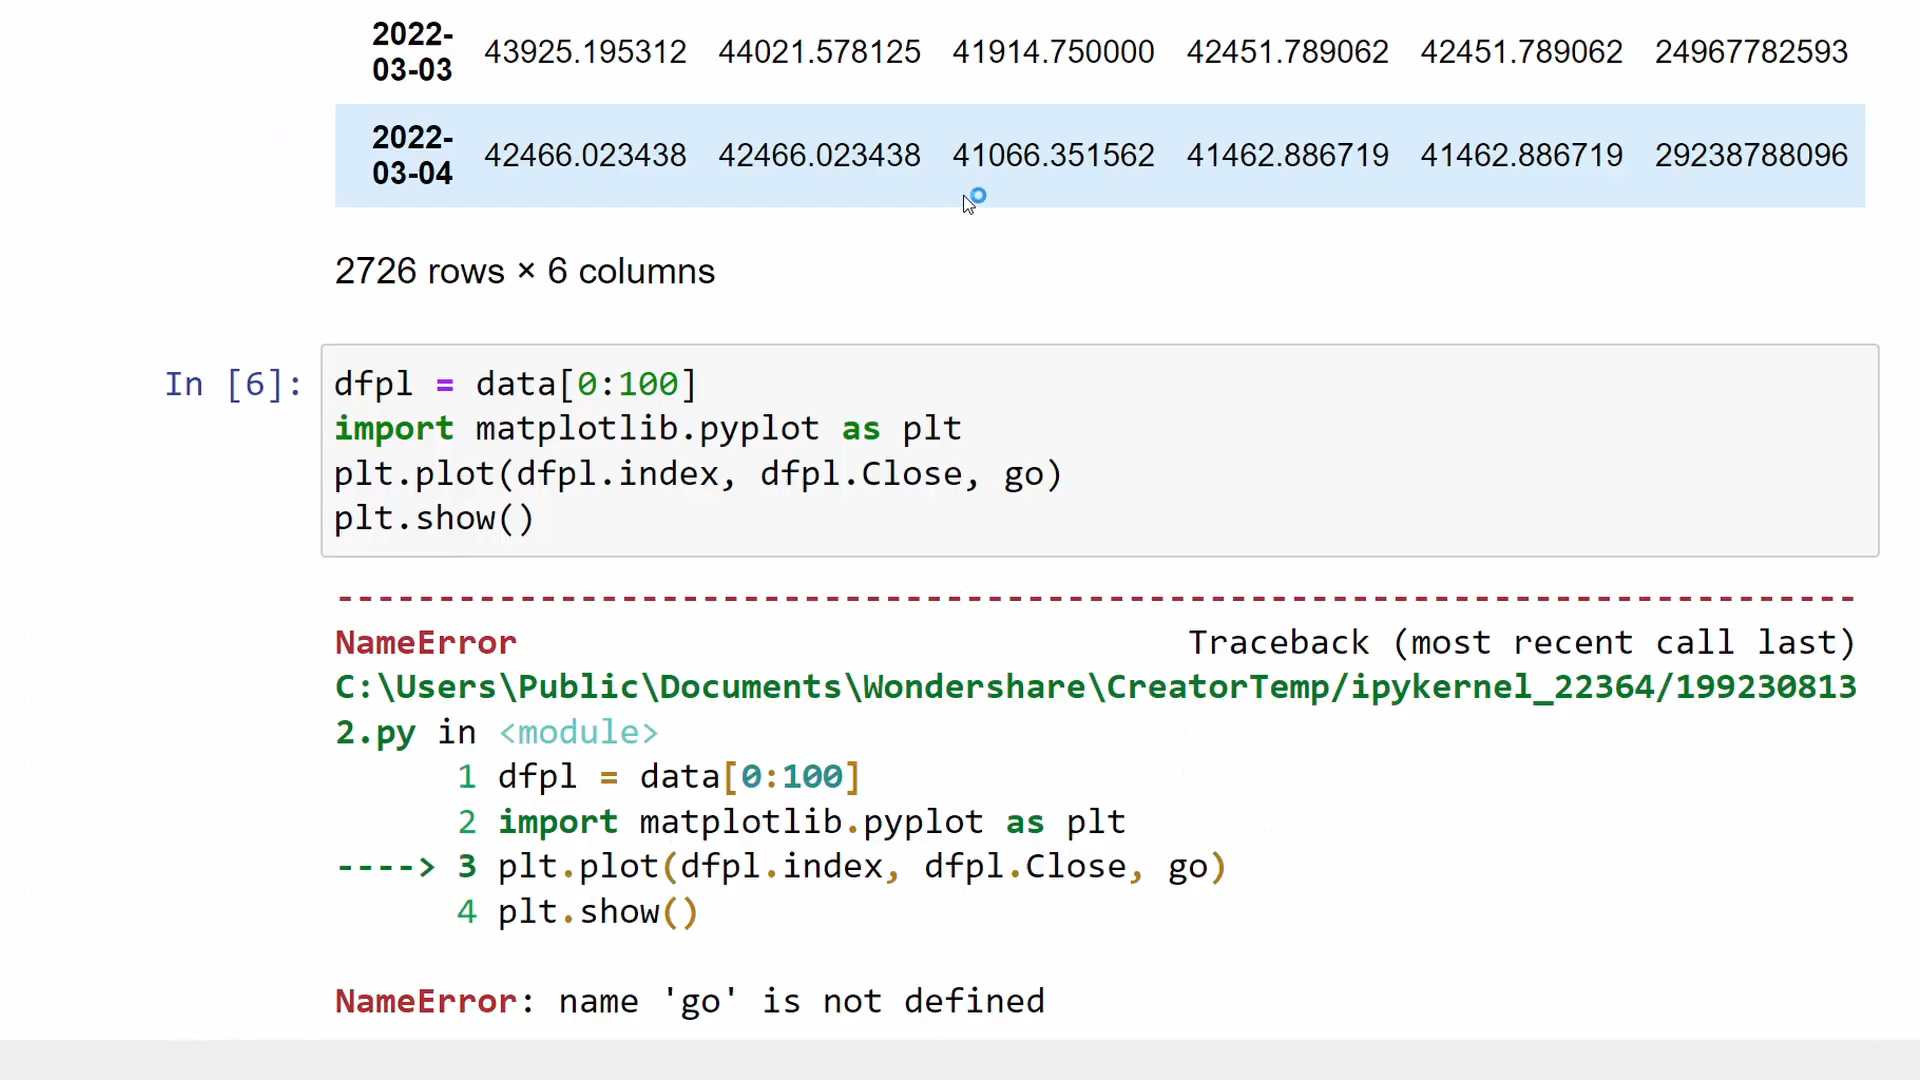 2022-
03-03 43925.195312 44021.578125 41914.750000 42451.789062 42451.789062 24967782593
2022-
03-04 42466.023438 42466.023438 41066.351562 41462.886719 41462.886719 29238788096
2726 rows × 6 columns
In [6]: dfpl = data[0:100]
import matplotlib.pyplot as plt
plt.plot(dfpl.index, dfpl.Close, go)
plt.show()
---------------------------------------------------------------------------
NameError Traceback (most recent call last)
C:\Users\Public\Documents\Wondershare\CreatorTemp/ipykernel_22364/199230813
2.py in <module>
1 dfpl = data[0:100]
2 import matplotlib.pyplot as plt
----> 3 plt.plot(dfpl.index, dfpl.Close, go)
4 plt.show()
NameError: name 'go' is not defined